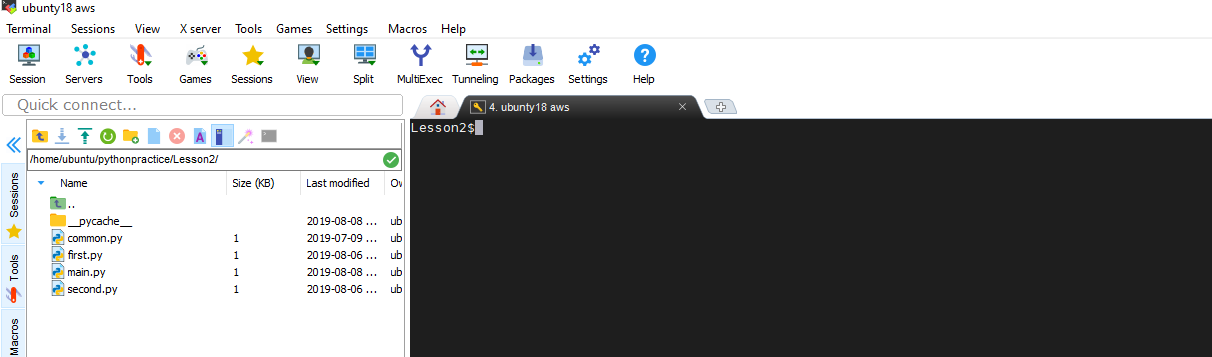 ubunty18 aws
Terminal Sessions View X server Tools Games Settings Macros Help
Session Servers Tools Games Sessions View Split MultiExec Tunneling Packages Settings Help
Quick connect...
4. ubunty18 aws
Lesson2$
/home/ubuntu/pythonpractice/Lesson2/
Name Size (KB) Last modified Ow
..
__pycache__ 2019-08-08 ... ub
common.py 1 2019-07-09 ... ub
first.py 1 2019-08-06 ... ub
main.py 1 2019-08-08 ... ub
second.py 1 2019-08-06 ... ub
Sessions
Tools
Macros